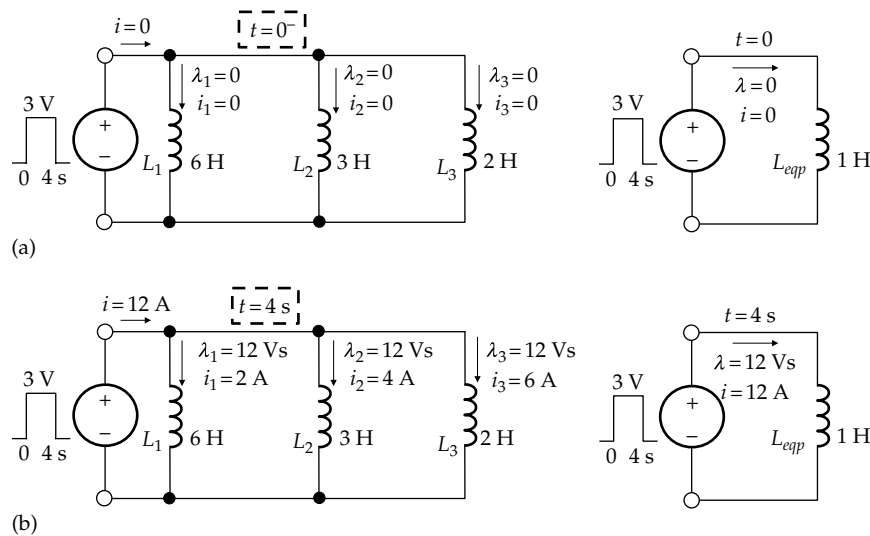 i=0
t=0⁻
t=0
λ₁=0
i₁=0
λ₂=0
i₂=0
λ₃=0
i₃=0
λ=0
i=0
3 V
+
−
0 4 s
L₁ 6 H
L₂ 3 H
L₃ 2 H
3 V
+
−
0 4 s
Leqp 1 H
(a)
i=12 A
t=4 s
t=4 s
λ₁=12 Vs
i₁=2 A
λ₂=12 Vs
i₂=4 A
λ₃=12 Vs
i₃=6 A
λ=12 Vs
i=12 A
3 V
+
−
0 4 s
L₁ 6 H
L₂ 3 H
L₃ 2 H
3 V
+
−
0 4 s
Leqp 1 H
(b)